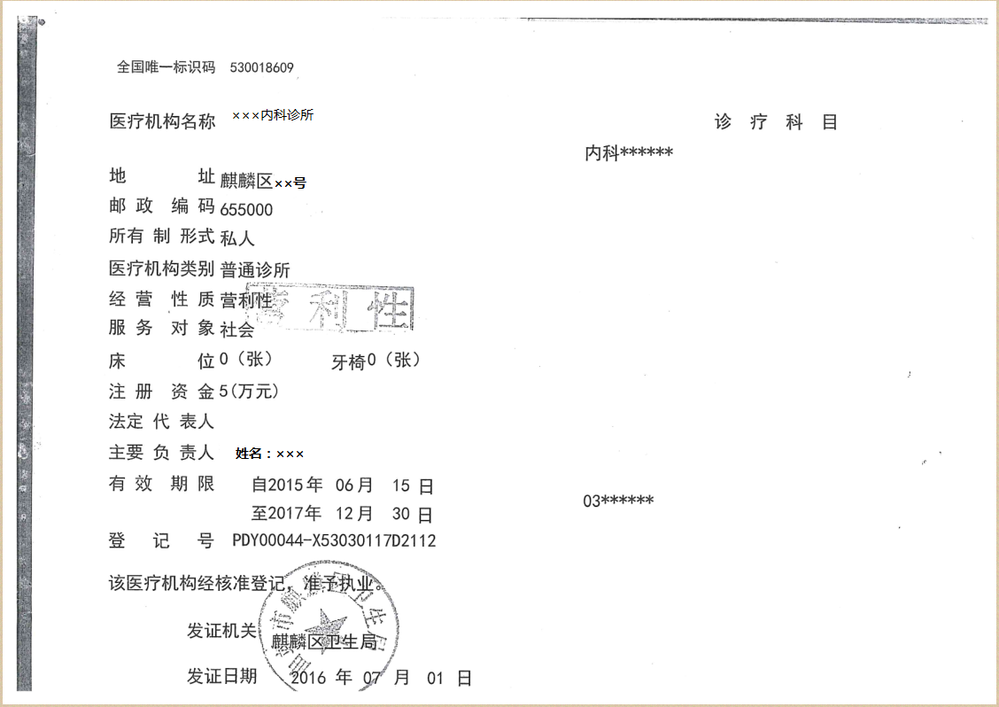 全国唯一标识码 530018609
医疗机构名称 ×××内科诊所
诊 疗 科 目
内科******
地 址 麒麟区××号
邮 政 编 码 655000
所有 制 形式 私人
医疗机构类别 普通诊所
经 营 性 质 营利性
营利性
服 务 对 象 社会
床 位 0（张） 牙椅0（张）
注 册 资 金 5(万元)
法定 代 表人
主要 负 责人 姓名：×××
有 效 期 限 自2015年 06月 15 日
至2017年 12月 30 日
03******
登 记 号 PDY00044-X53030117D2112
该医疗机构经核准登记，准予执业。
发证机关 麒麟区卫生局
市麒麟区卫生局
发证日期 2016 年 07 月 01 日